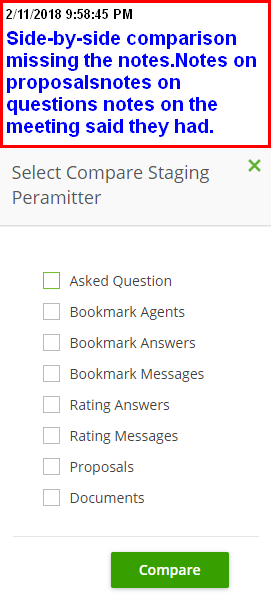 2/11/2018 9:58:45 PM
Side-by-side comparison
missing the notes.Notes on
proposalsnotes on
questions notes on the
meeting said they had.
Select Compare Staging
Peramitter
Asked Question
Bookmark Agents
Bookmark Answers
Bookmark Messages
Rating Answers
Rating Messages
Proposals
Documents
Compare